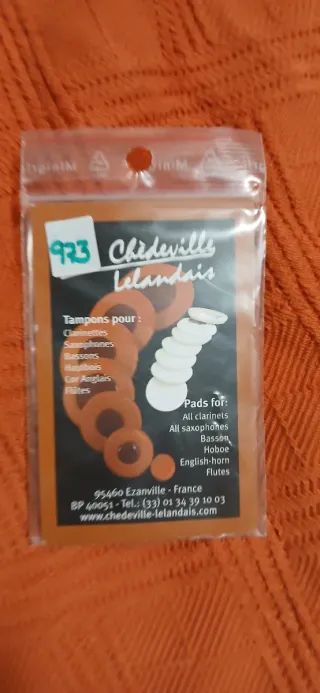 Minigrip
973
Chèdeville
Lelandais
Tampons pour :
Clarinettes
Saxophones
Bassons
Hautbois
Cor Anglais
Flûtes
Pads for:
All clarinets
All saxophones
Basson
Hoboe
English-horn
Flutes
95460 Ezanville - France
BP 40051 - Tel.: (33) 01 34 39 10 03
www.chedeville-lelandais.com